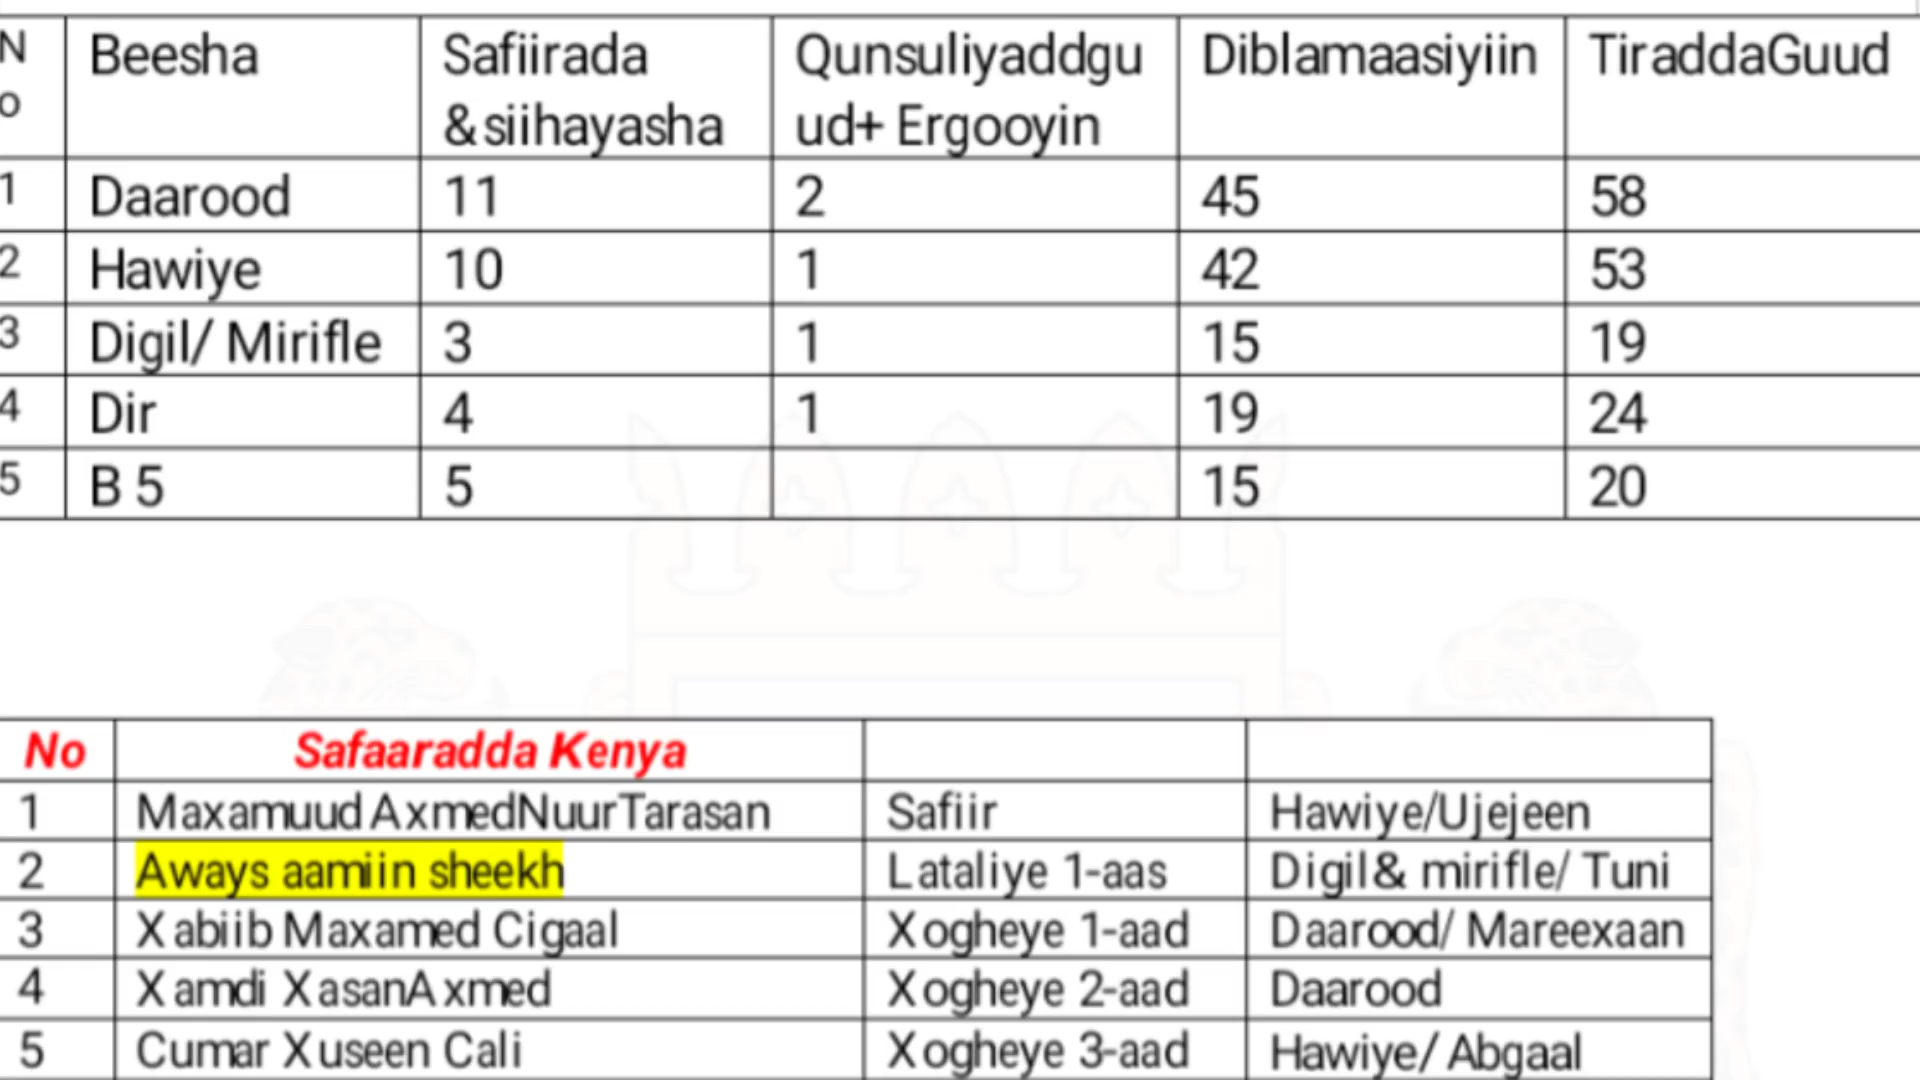 No Beesha Safiirada &siihayasha Qunsuliyaddguud+ Ergooyin Diblamaasiyiin TiraddaGuud
1 Daarood 11 2 45 58
2 Hawiye 10 1 42 53
3 Digil/ Mirifle 3 1 15 19
4 Dir 4 1 19 24
5 B 5 5 15 20
No Safaaradda Kenya
1 Maxamuud AxmedNuurTarasan Safiir Hawiye/Ujejeen
2 Aways aamiin sheekh Lataliye 1-aas Digil& mirifle/ Tuni
3 Xabiib Maxamed Cigaal Xogheye 1-aad Daarood/ Mareexaan
4 Xamdi XasanAxmed Xogheye 2-aad Daarood
5 Cumar Xuseen Cali Xogheye 3-aad Hawiye/ Abgaal